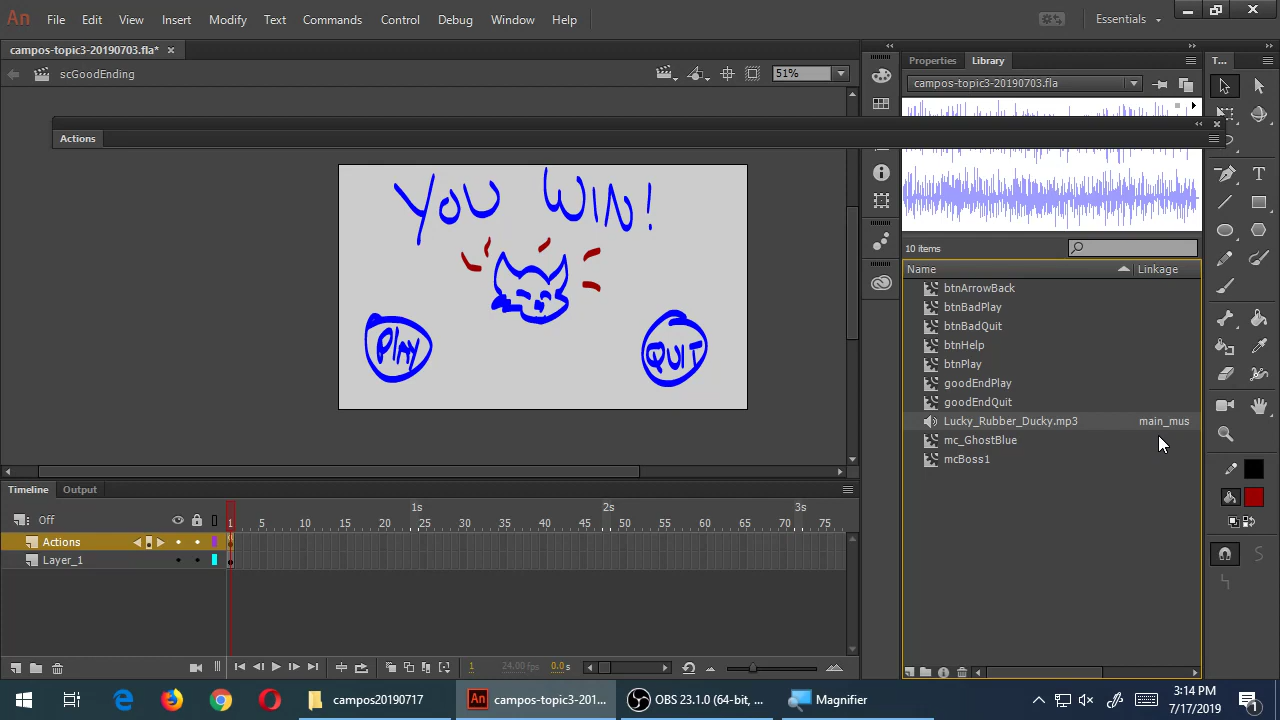 An File Edit View Insert Modify Text Commands Control Debug Window Help Essentials
campos-topic3-20190703.fla* ×
scGoodEnding 51%
Properties Library T...
campos-topic3-20190703.fla
Actions
YOU WIN!
PlAY
QUIT
10 items
Name Linkage
btnArrowBack
btnBadPlay
btnBadQuit
btnHelp
btnPlay
goodEndPlay
goodEndQuit
Lucky_Rubber_Ducky.mp3 main_mus
mc_GhostBlue
mcBoss1
Timeline Output
1s 2s 3s
Off 1 5 10 15 20 25 30 35 40 45 50 55 60 65 70 75
Actions
Layer_1
1 24.00 fps 0.0 s
campos20190717 An campos-topic3-201... OBS 23.1.0 (64-bit, ... Magnifier
3:14 PM
7/17/2019
1